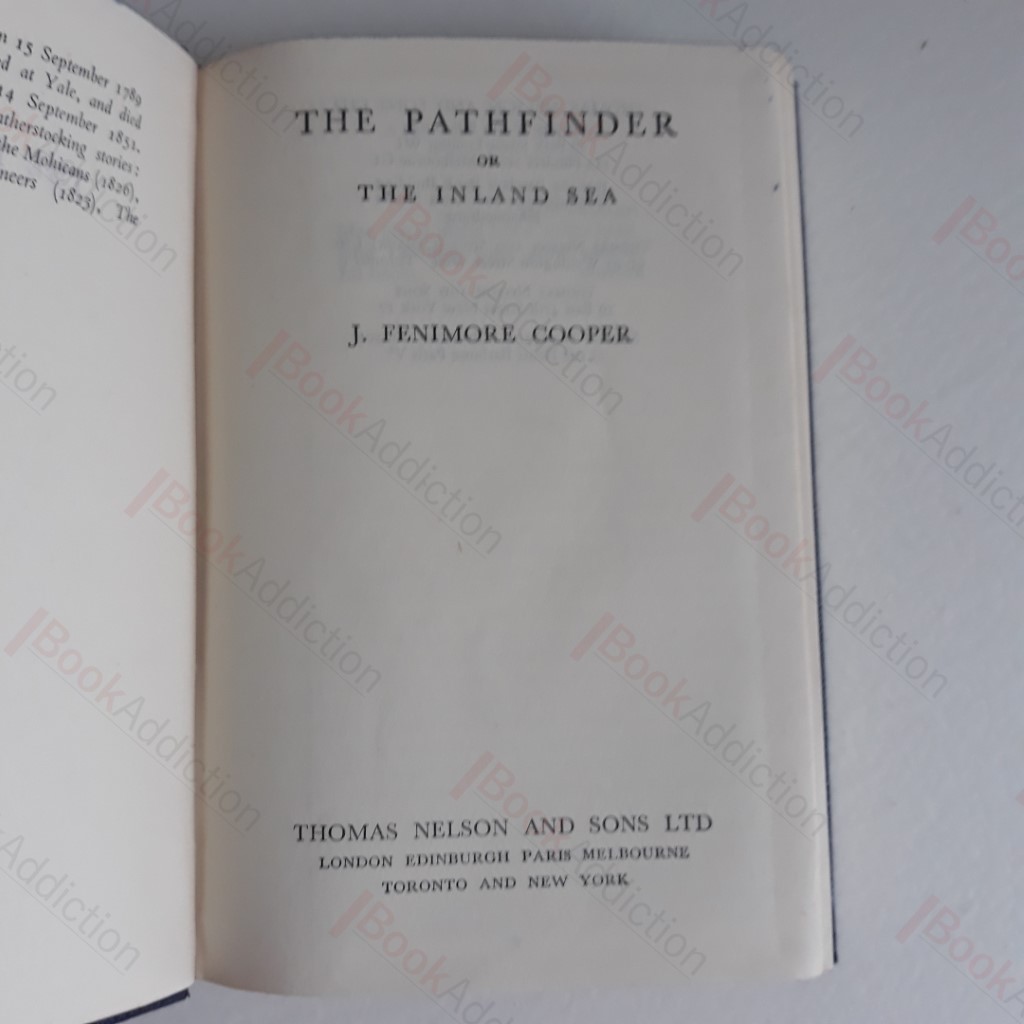 n 15 September 1789
d at Yale, and died
14 September 1851.
atherstocking stories:
the Mohicans (1826),
neers (1823). The
THE PATHFINDER
OR
THE INLAND SEA
J. FENIMORE COOPER
THOMAS NELSON AND SONS LTD
LONDON EDINBURGH PARIS MELBOURNE
TORONTO AND NEW YORK
BookAddiction